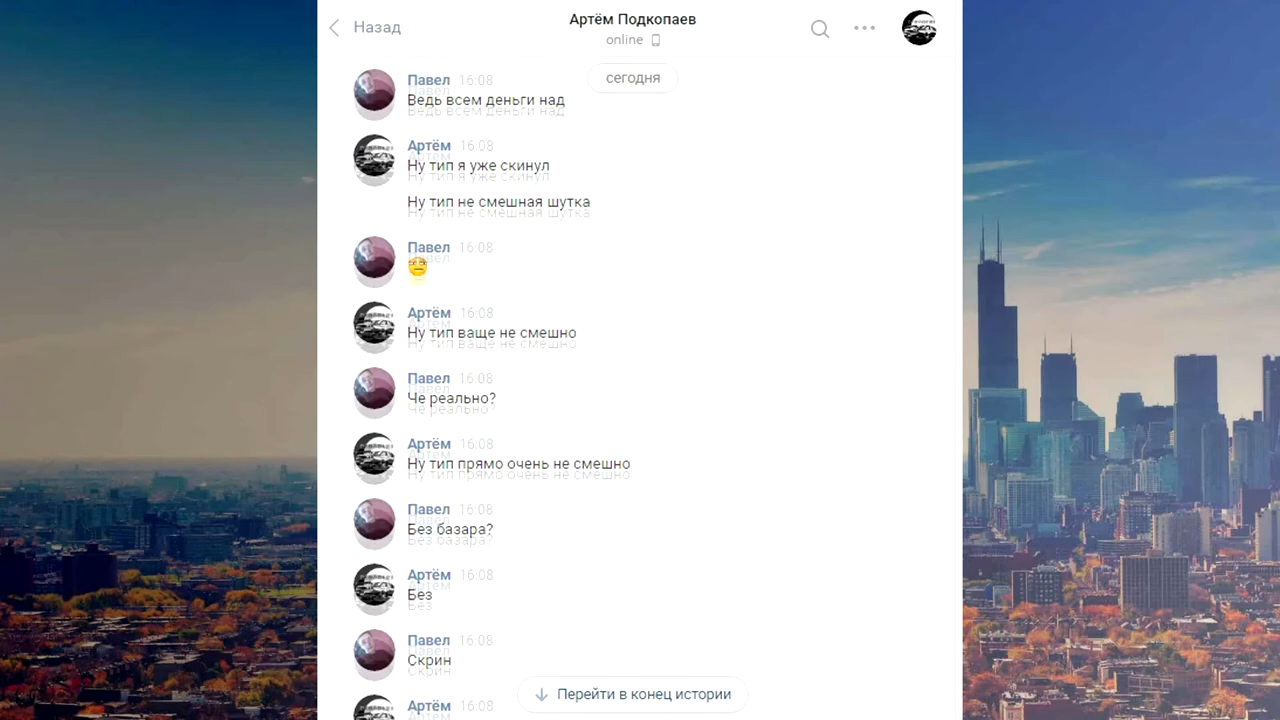 Назад
Артём Подкопаев
online
сегодня
Павел 16:08
Ведь всем деньги над
Артём 16:08
Ну тип я уже скинул
Ну тип не смешная шутка
Павел 16:08
Артём 16:08
Ну тип ваще не смешно
Павел 16:08
Че реально?
Артём 16:08
Ну тип прямо очень не смешно
Павел 16:08
Без базара?
Артём 16:08
Без
Павел 16:08
Скрин
Перейти в конец истории
Артём 16:08